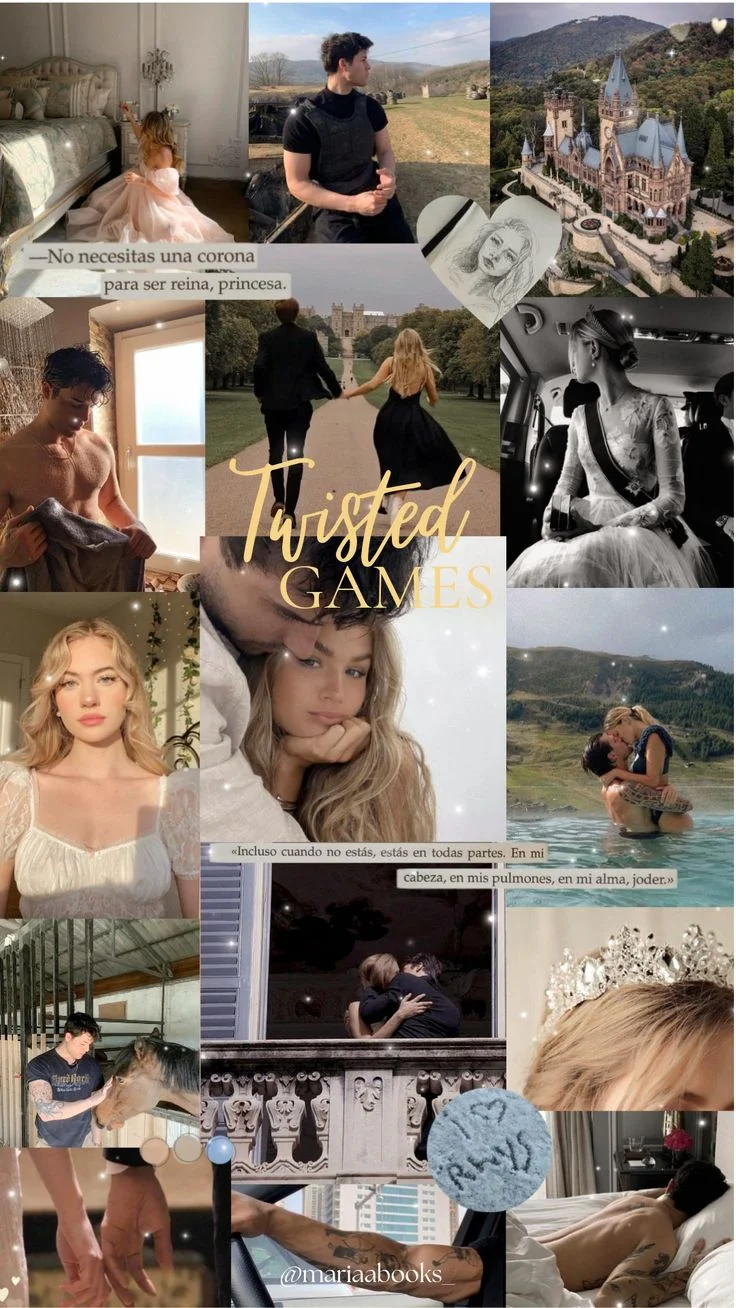 —No necesitas una corona
para ser reina, princesa.
Twisted
GAMES
«Incluso cuando no estás, estás en todas partes. En mi
cabeza, en mis pulmones, en mi alma, joder.»
I ♡
RHYS
@mariaabooks_